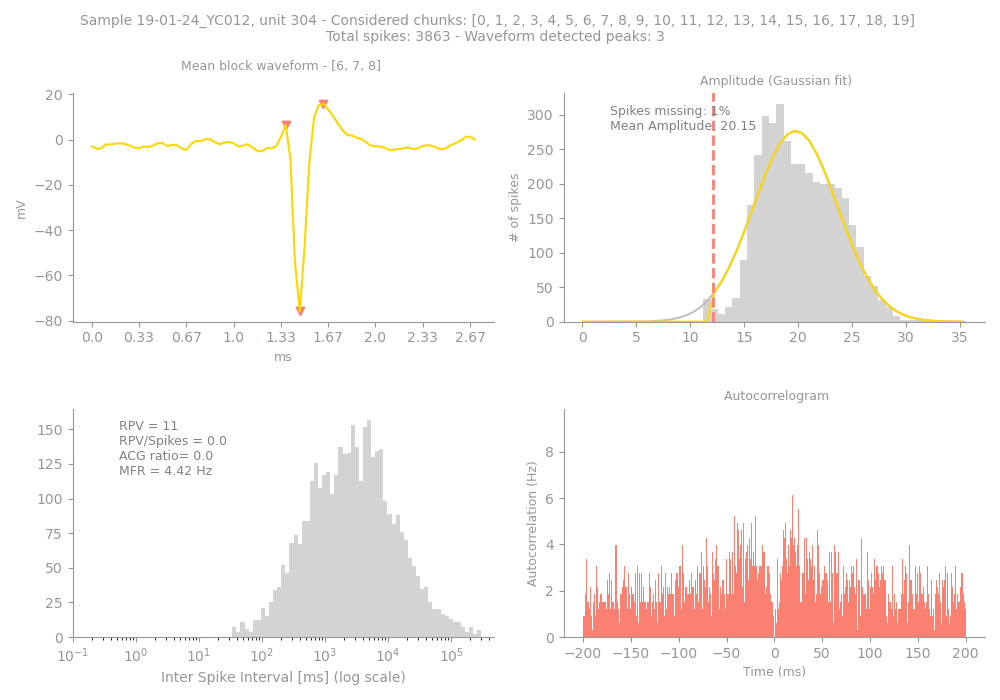 Sample 19-01-24_YC012, unit 304 - Considered chunks: [0, 1, 2, 3, 4, 5, 6, 7, 8, 9, 10, 11, 12, 13, 14, 15, 16, 17, 18, 19]
Total spikes: 3863 - Waveform detected peaks: 3
Mean block waveform - [6, 7, 8]
20
0
−20
−40
−60
−80
mV
0.0 0.33 0.67 1.0 1.33 1.67 2.0 2.33 2.67
ms
Amplitude (Gaussian fit)
Spikes missing: 1%
Mean Amplitude: 20.15
300
250
200
150
100
50
0
# of spikes
0 5 10 15 20 25 30 35
RPV = 11
RPV/Spikes = 0.0
ACG ratio= 0.0
MFR = 4.42 Hz
150
125
100
75
50
25
0
10⁻¹ 10⁰ 10¹ 10² 10³ 10⁴ 10⁵
Inter Spike Interval [ms] (log scale)
Autocorrelogram
8
6
4
2
0
Autocorrelation (Hz)
−200 −150 −100 −50 0 50 100 150 200
Time (ms)